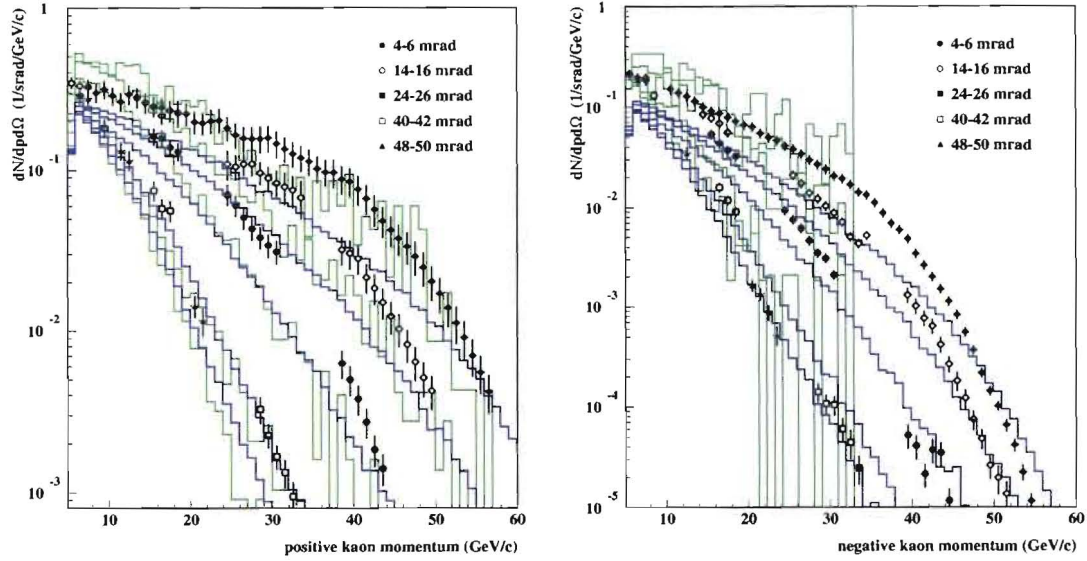 dN/dpdΩ (1/srad/GeV/c)
1
10 -1
10 -2
10 -3
4-6 mrad
14-16 mrad
24-26 mrad
40-42 mrad
48-50 mrad
10 20 30 40 50 60
positive kaon momentum (GeV/c)
dN/dpdΩ (1/srad/GeV/c)
1
10 -1
10 -2
10 -3
10 -4
10 -5
4-6 mrad
14-16 mrad
24-26 mrad
40-42 mrad
48-50 mrad
10 20 30 40 50 60
negative kaon momentum (GeV/c)